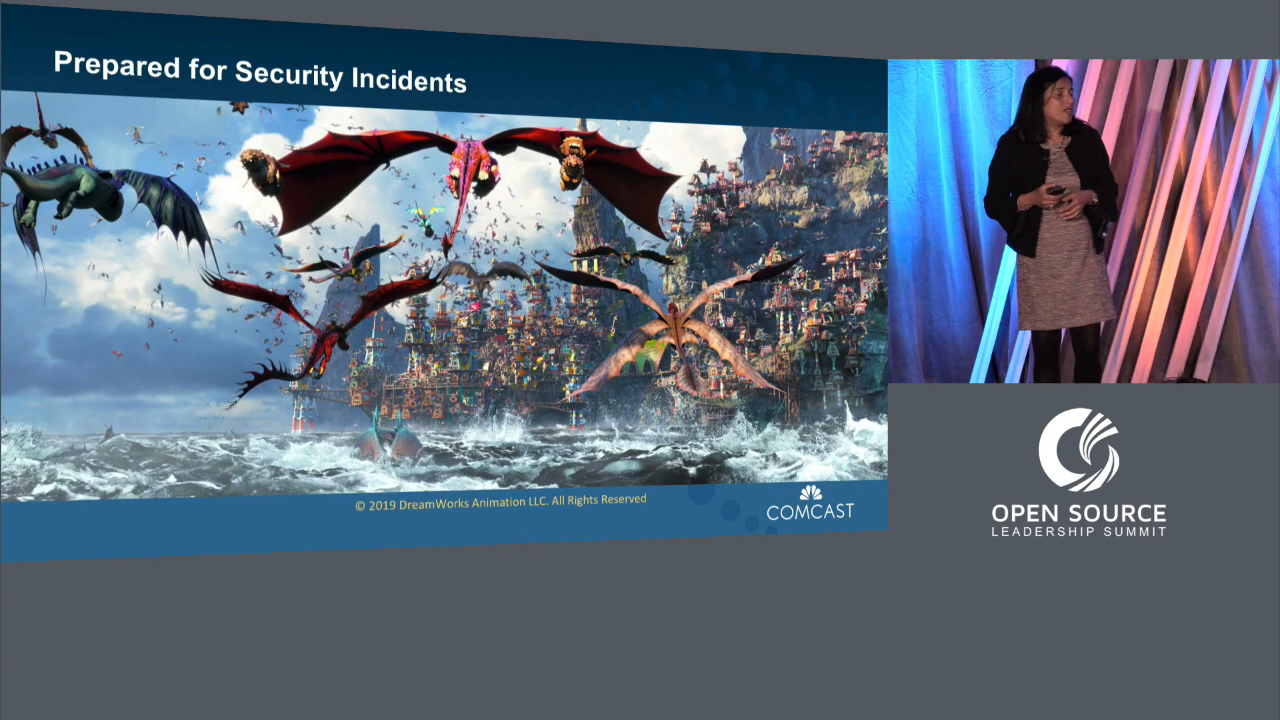 Prepared for Security Incidents
© 2019 DreamWorks Animation LLC. All Rights Reserved
COMCAST
OPEN SOURCE
LEADERSHIP SUMMIT